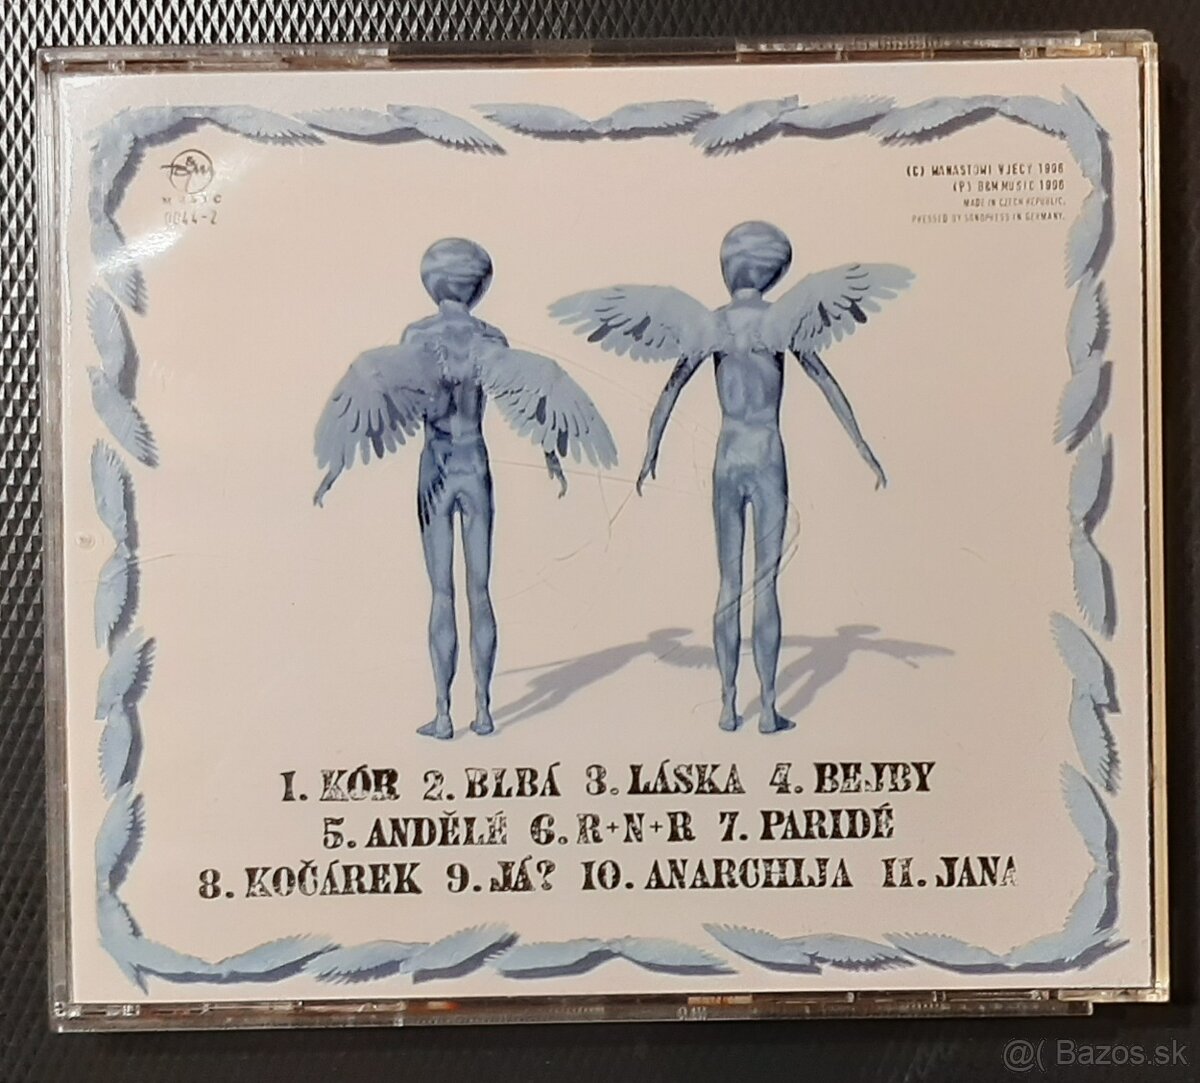 &
MUSIC
0044-2
(C) WANASTOWI VJECY 1996
(P) B&M MUSIC 1996
MADE IN CZECH REPUBLIC.
PRESSED BY SONOPRESS IN GERMANY.
1. KÓR 2. BLBÁ 3. LÁSKA 4. BEJBY
5. ANDĚLÉ 6. R+N+R 7. PARIDÉ
8. KOČÁREK 9. JÁ? 10. ANARCHIJA 11. JANA
@( Bazos.sk